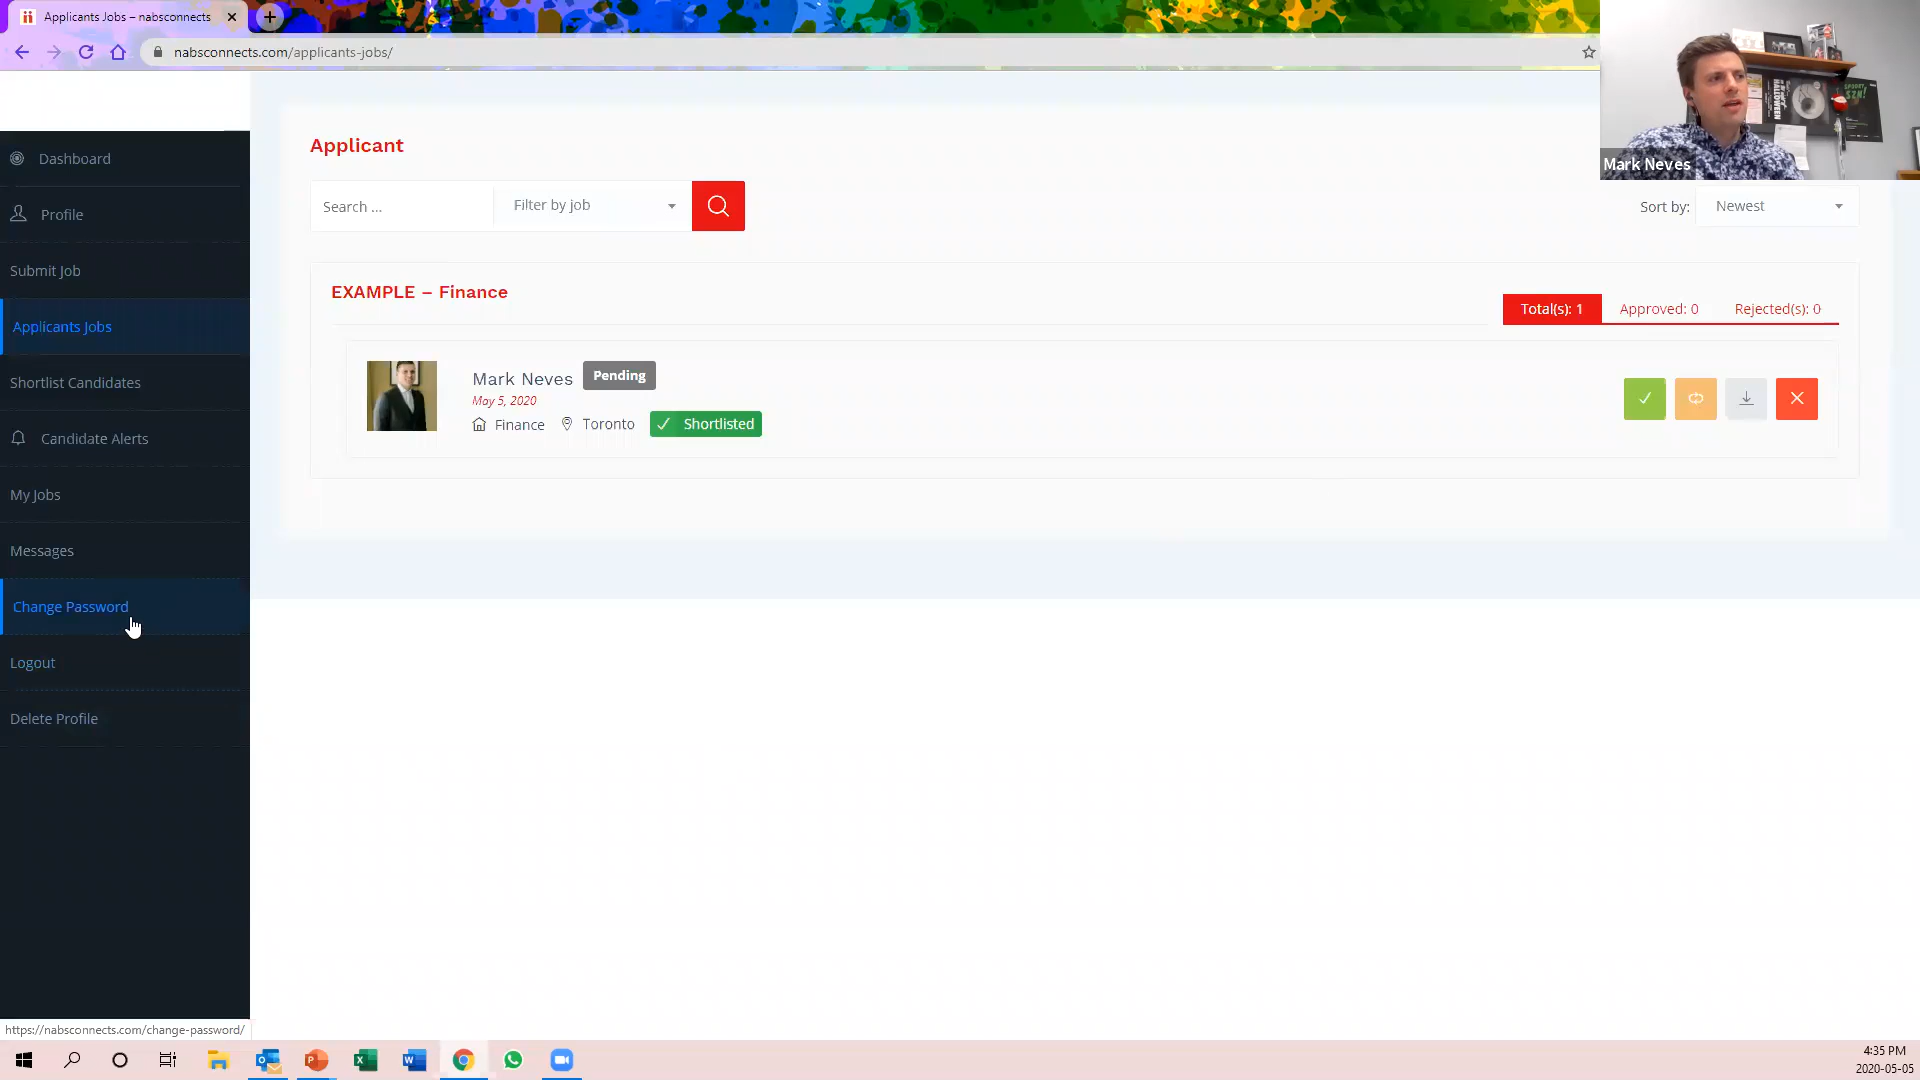 Applicants Jobs – nabsconnects
nabsconnects.com/applicants-jobs/
Mark Neves
Dashboard
Profile
Submit Job
Applicants Jobs
Shortlist Candidates
Candidate Alerts
My Jobs
Messages
Change Password
Logout
Delete Profile
Applicant
Search ...
Filter by job
Sort by: Newest
EXAMPLE – Finance
Total(s): 1 Approved: 0 Rejected(s): 0
Mark Neves Pending
May 5, 2020
Finance Toronto Shortlisted
https://nabsconnects.com/change-password/
4:35 PM
2020-05-05